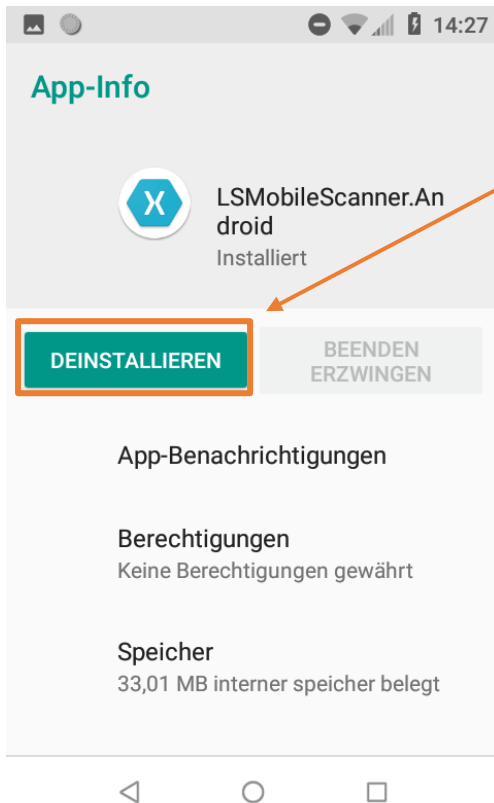 14:27
App-Info
X
LSMobileScanner.An
droid
Installiert
DEINSTALLIEREN
BEENDEN
ERZWINGEN
App-Benachrichtigungen
Berechtigungen
Keine Berechtigungen gewährt
Speicher
33,01 MB interner speicher belegt